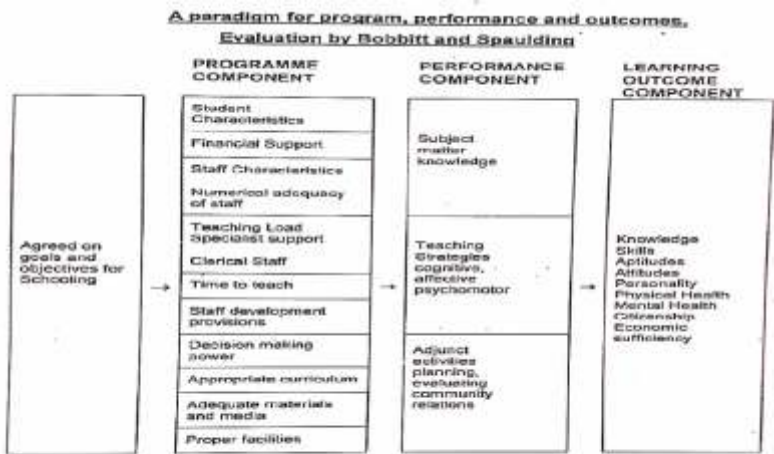 A paradigm for program, performance and outcomes.
Evaluation by Bobbitt and Spaulding
PROGRAMME
COMPONENT
PERFORMANCE
COMPONENT
LEARNING
OUTCOME
COMPONENT
Agreed on
goals and
objectives for
Schooling
→
Student
Characteristics
Financial Support
Staff Characteristics
Numerical adequacy
of staff
Teaching Load
Specialist support
Clerical Staff
Time to teach
Staff development
provisions
Decision making
power
Appropriate curriculum
Adequate materials
and media
Proper facilities
→
Subject
matter
knowledge
Teaching
Strategies
cognitive,
affective
psychomotor
Adjunct
activities
planning,
evaluating
community
relations
→
Knowledge
Skills
Aptitudes
Attitudes
Personality
Physical Health
Mental Health
Citizenship
Economic
sufficiency